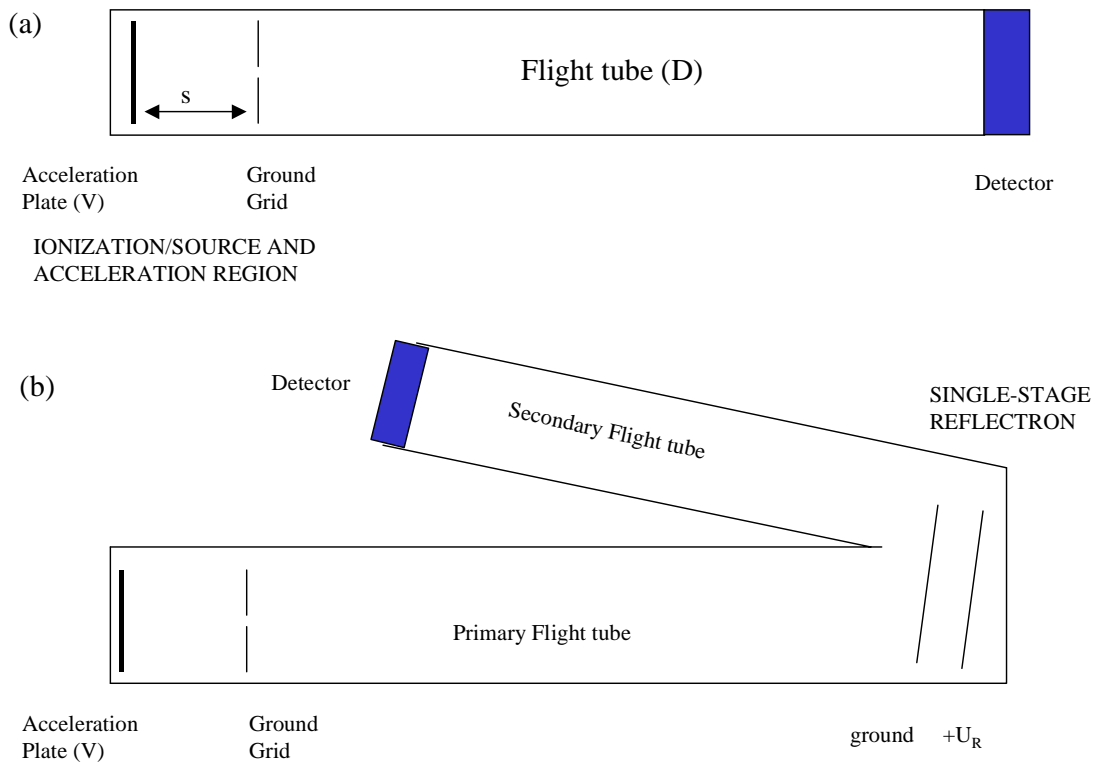 (a)
s
Flight tube (D)
Acceleration
Plate (V)
Ground
Grid
Detector
IONIZATION/SOURCE AND
ACCELERATION REGION
(b)
Detector
Secondary Flight tube
SINGLE-STAGE
REFLECTRON
Primary Flight tube
Acceleration
Plate (V)
Ground
Grid
ground +U_R